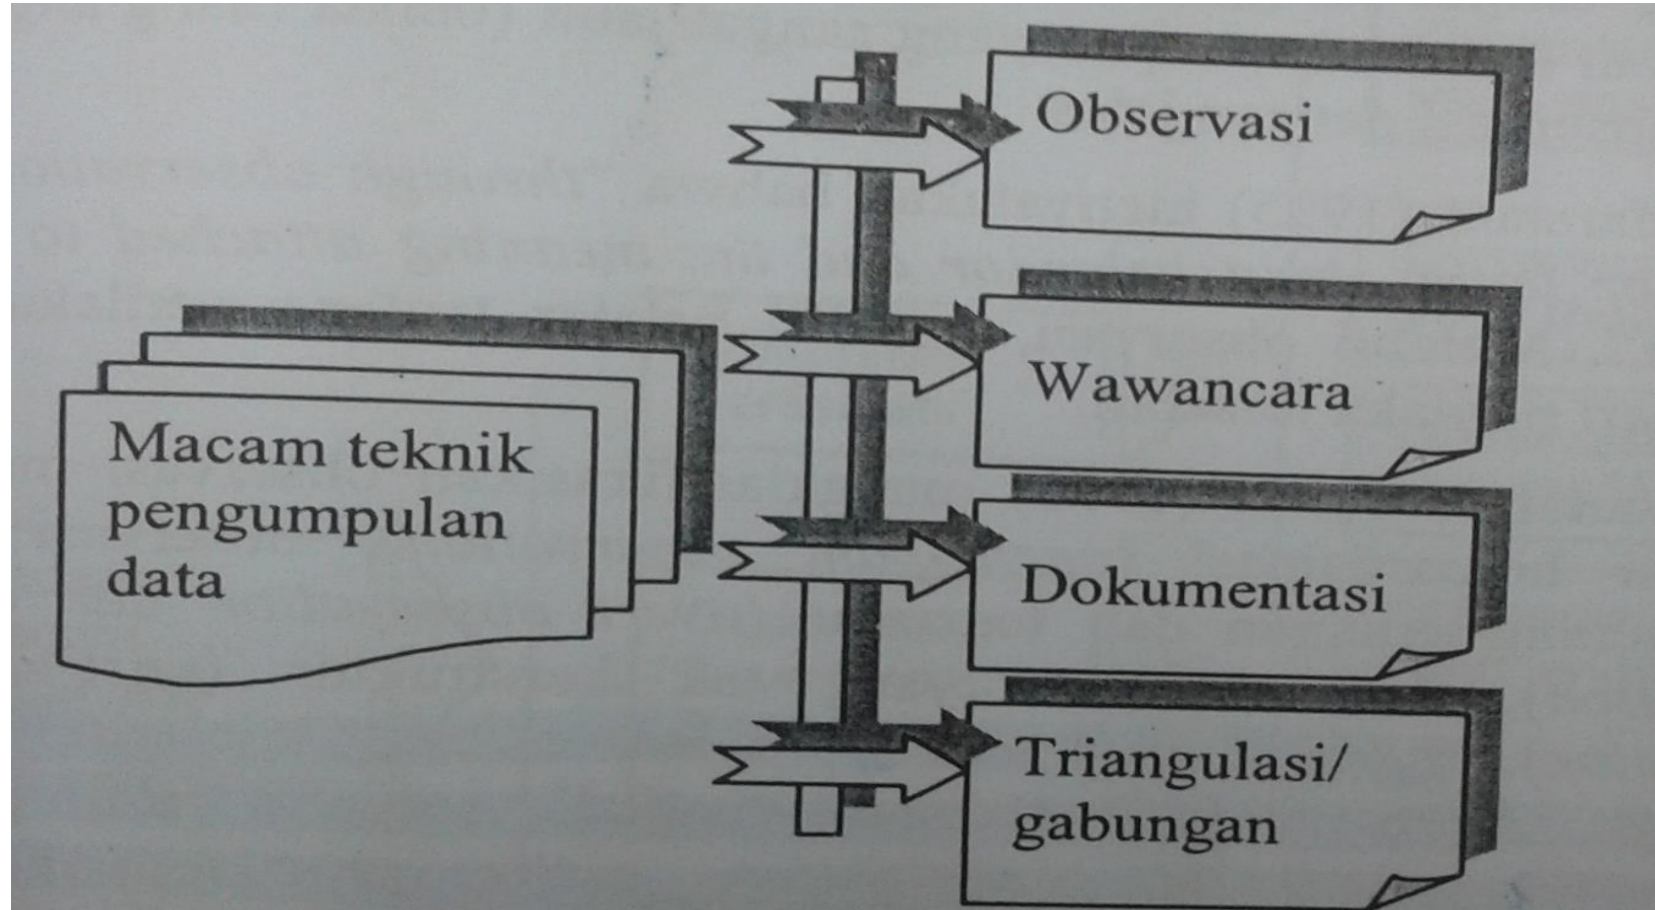 Macam teknik
pengumpulan
data
Observasi
Wawancara
Dokumentasi
Triangulasi/
gabungan